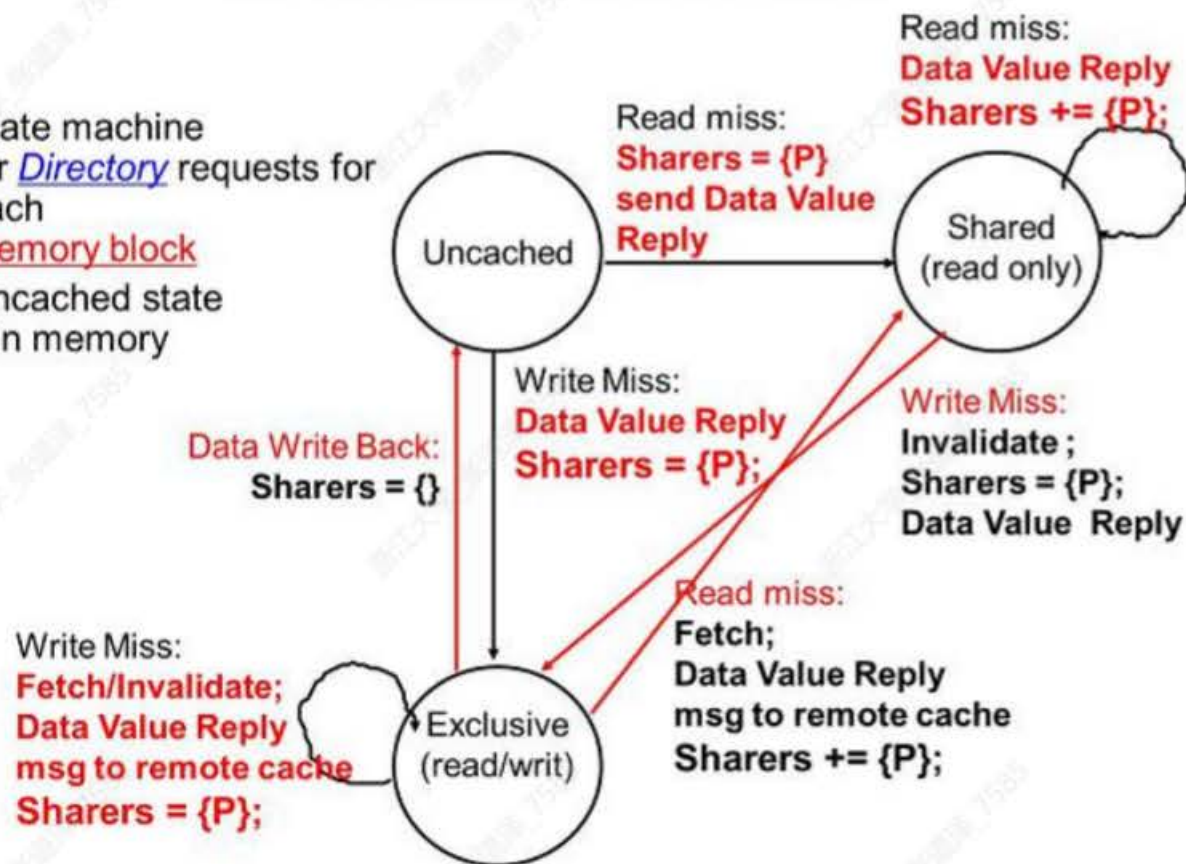 ate machine
r Directory requests for
ach
emory block
ncached state
n memory
Uncached
Read miss:
Sharers = {P}
send Data Value
Reply
Read miss:
Data Value Reply
Sharers += {P};
Shared
(read only)
Data Write Back:
Sharers = {}
Write Miss:
Data Value Reply
Sharers = {P};
Write Miss:
Invalidate ;
Sharers = {P};
Data Value Reply
Write Miss:
Fetch/Invalidate;
Data Value Reply
msg to remote cache
Sharers = {P};
Exclusive
(read/writ)
Read miss:
Fetch;
Data Value Reply
msg to remote cache
Sharers += {P};